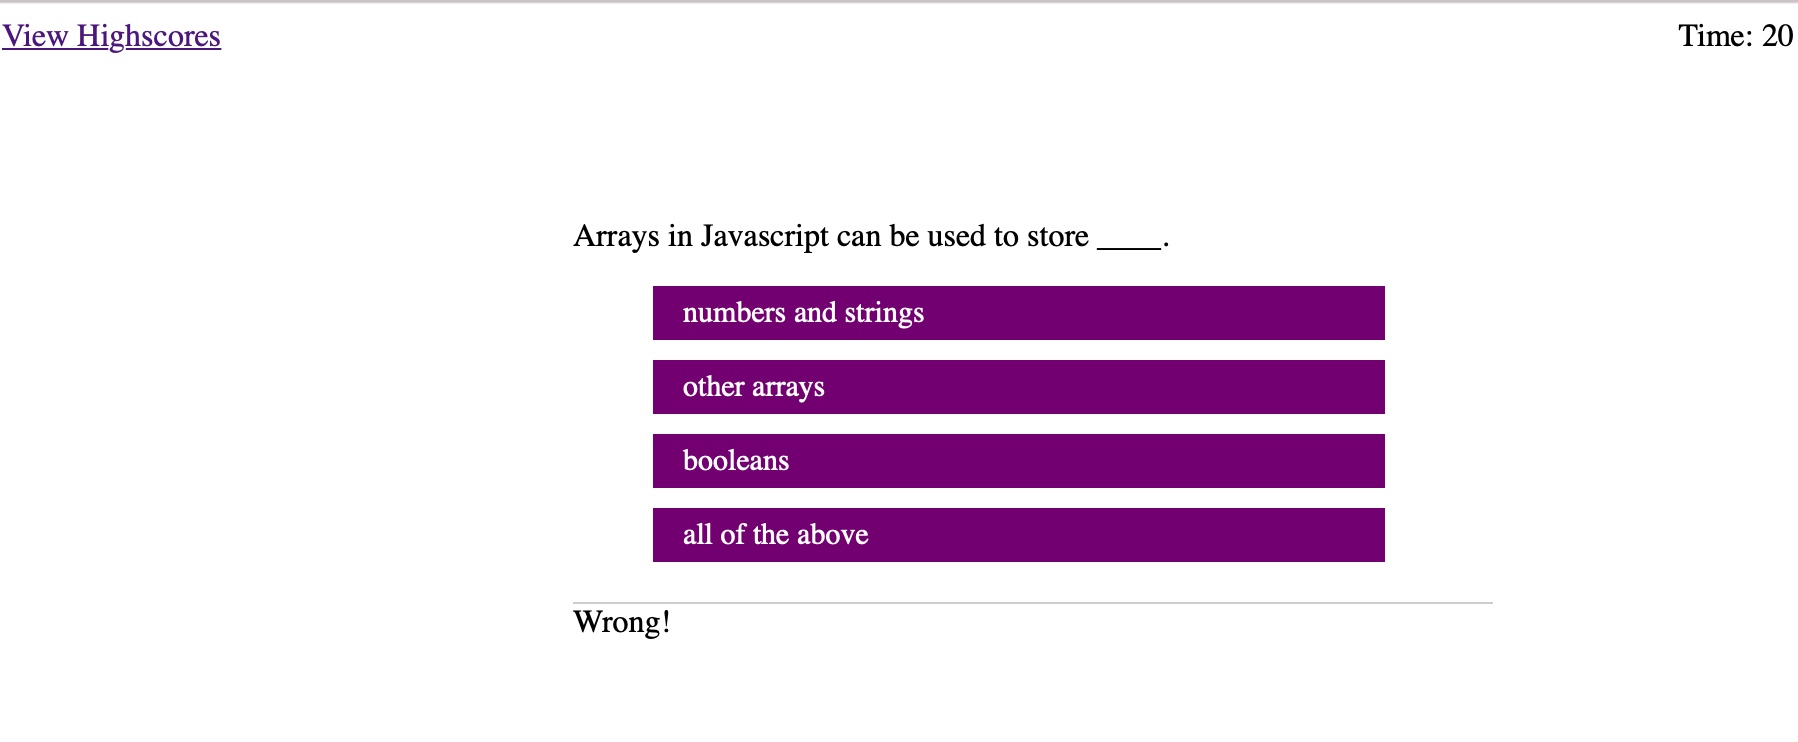 View Highscores
Time: 20
Arrays in Javascript can be used to store ____.
numbers and strings
other arrays
booleans
all of the above
Wrong!